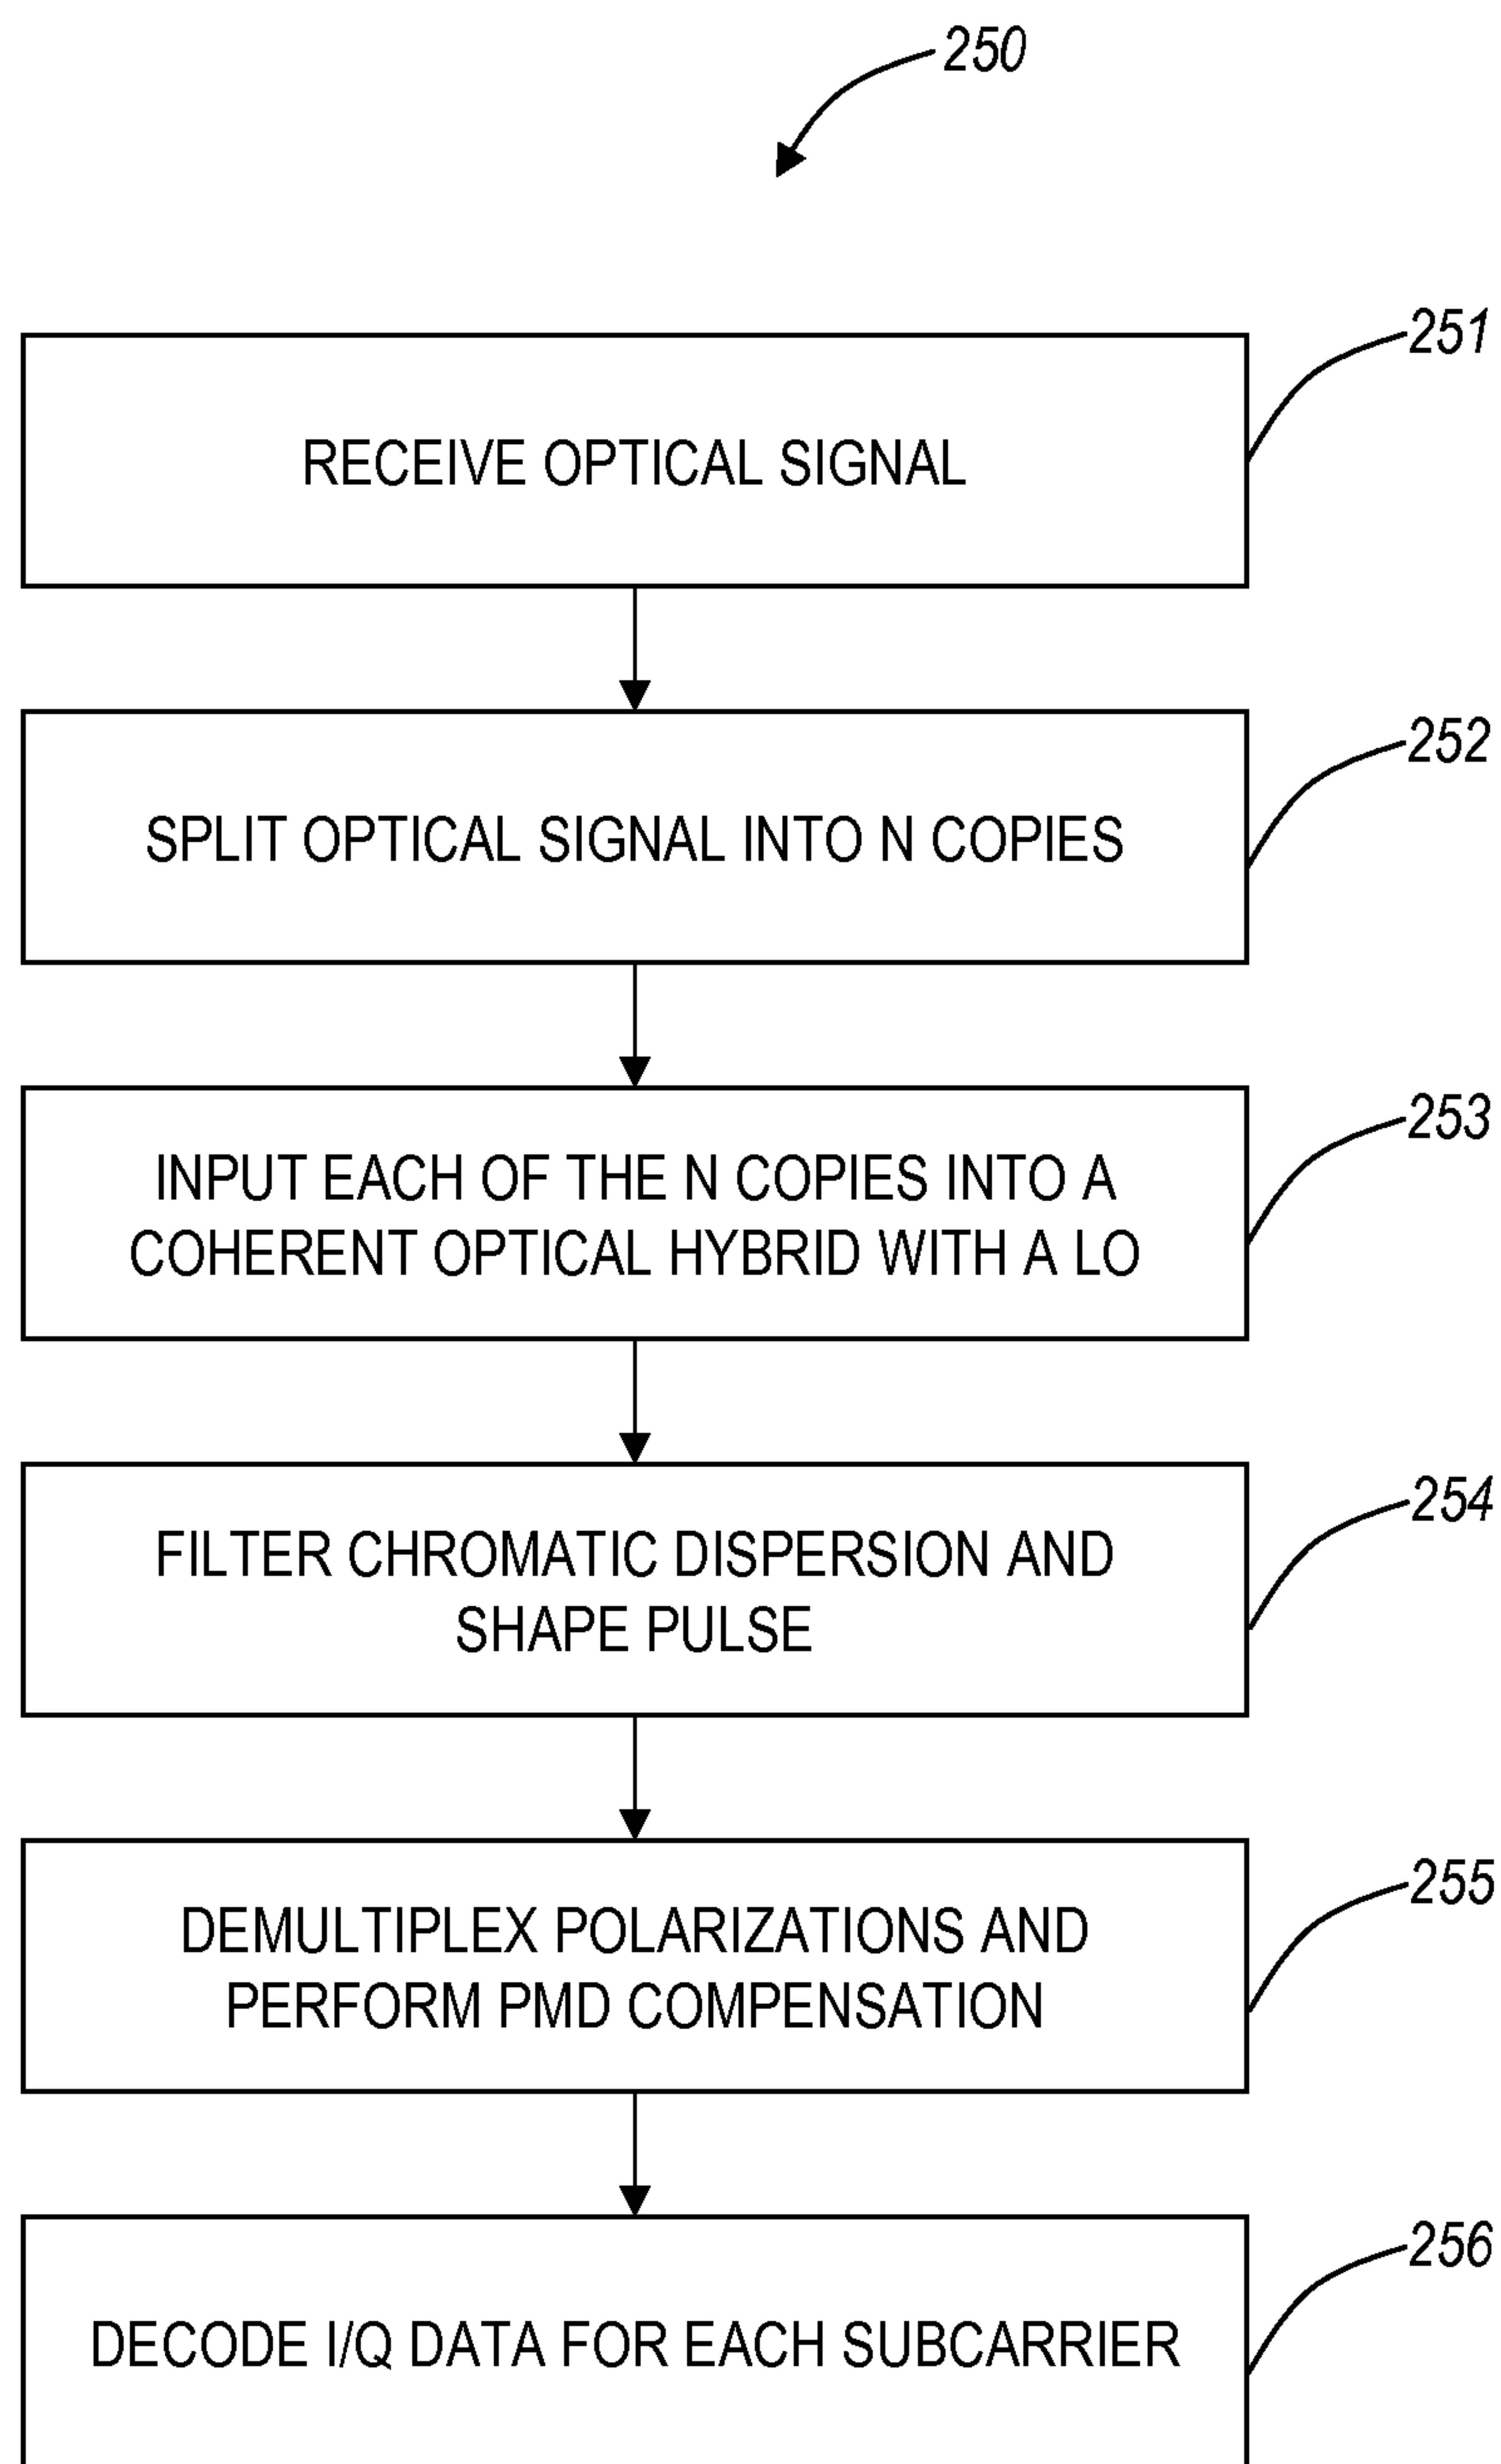 250
251
RECEIVE OPTICAL SIGNAL
252
SPLIT OPTICAL SIGNAL INTO N COPIES
253
INPUT EACH OF THE N COPIES INTO A
COHERENT OPTICAL HYBRID WITH A LO
254
FILTER CHROMATIC DISPERSION AND
SHAPE PULSE
255
DEMULTIPLEX POLARIZATIONS AND
PERFORM PMD COMPENSATION
256
DECODE I/Q DATA FOR EACH SUBCARRIER